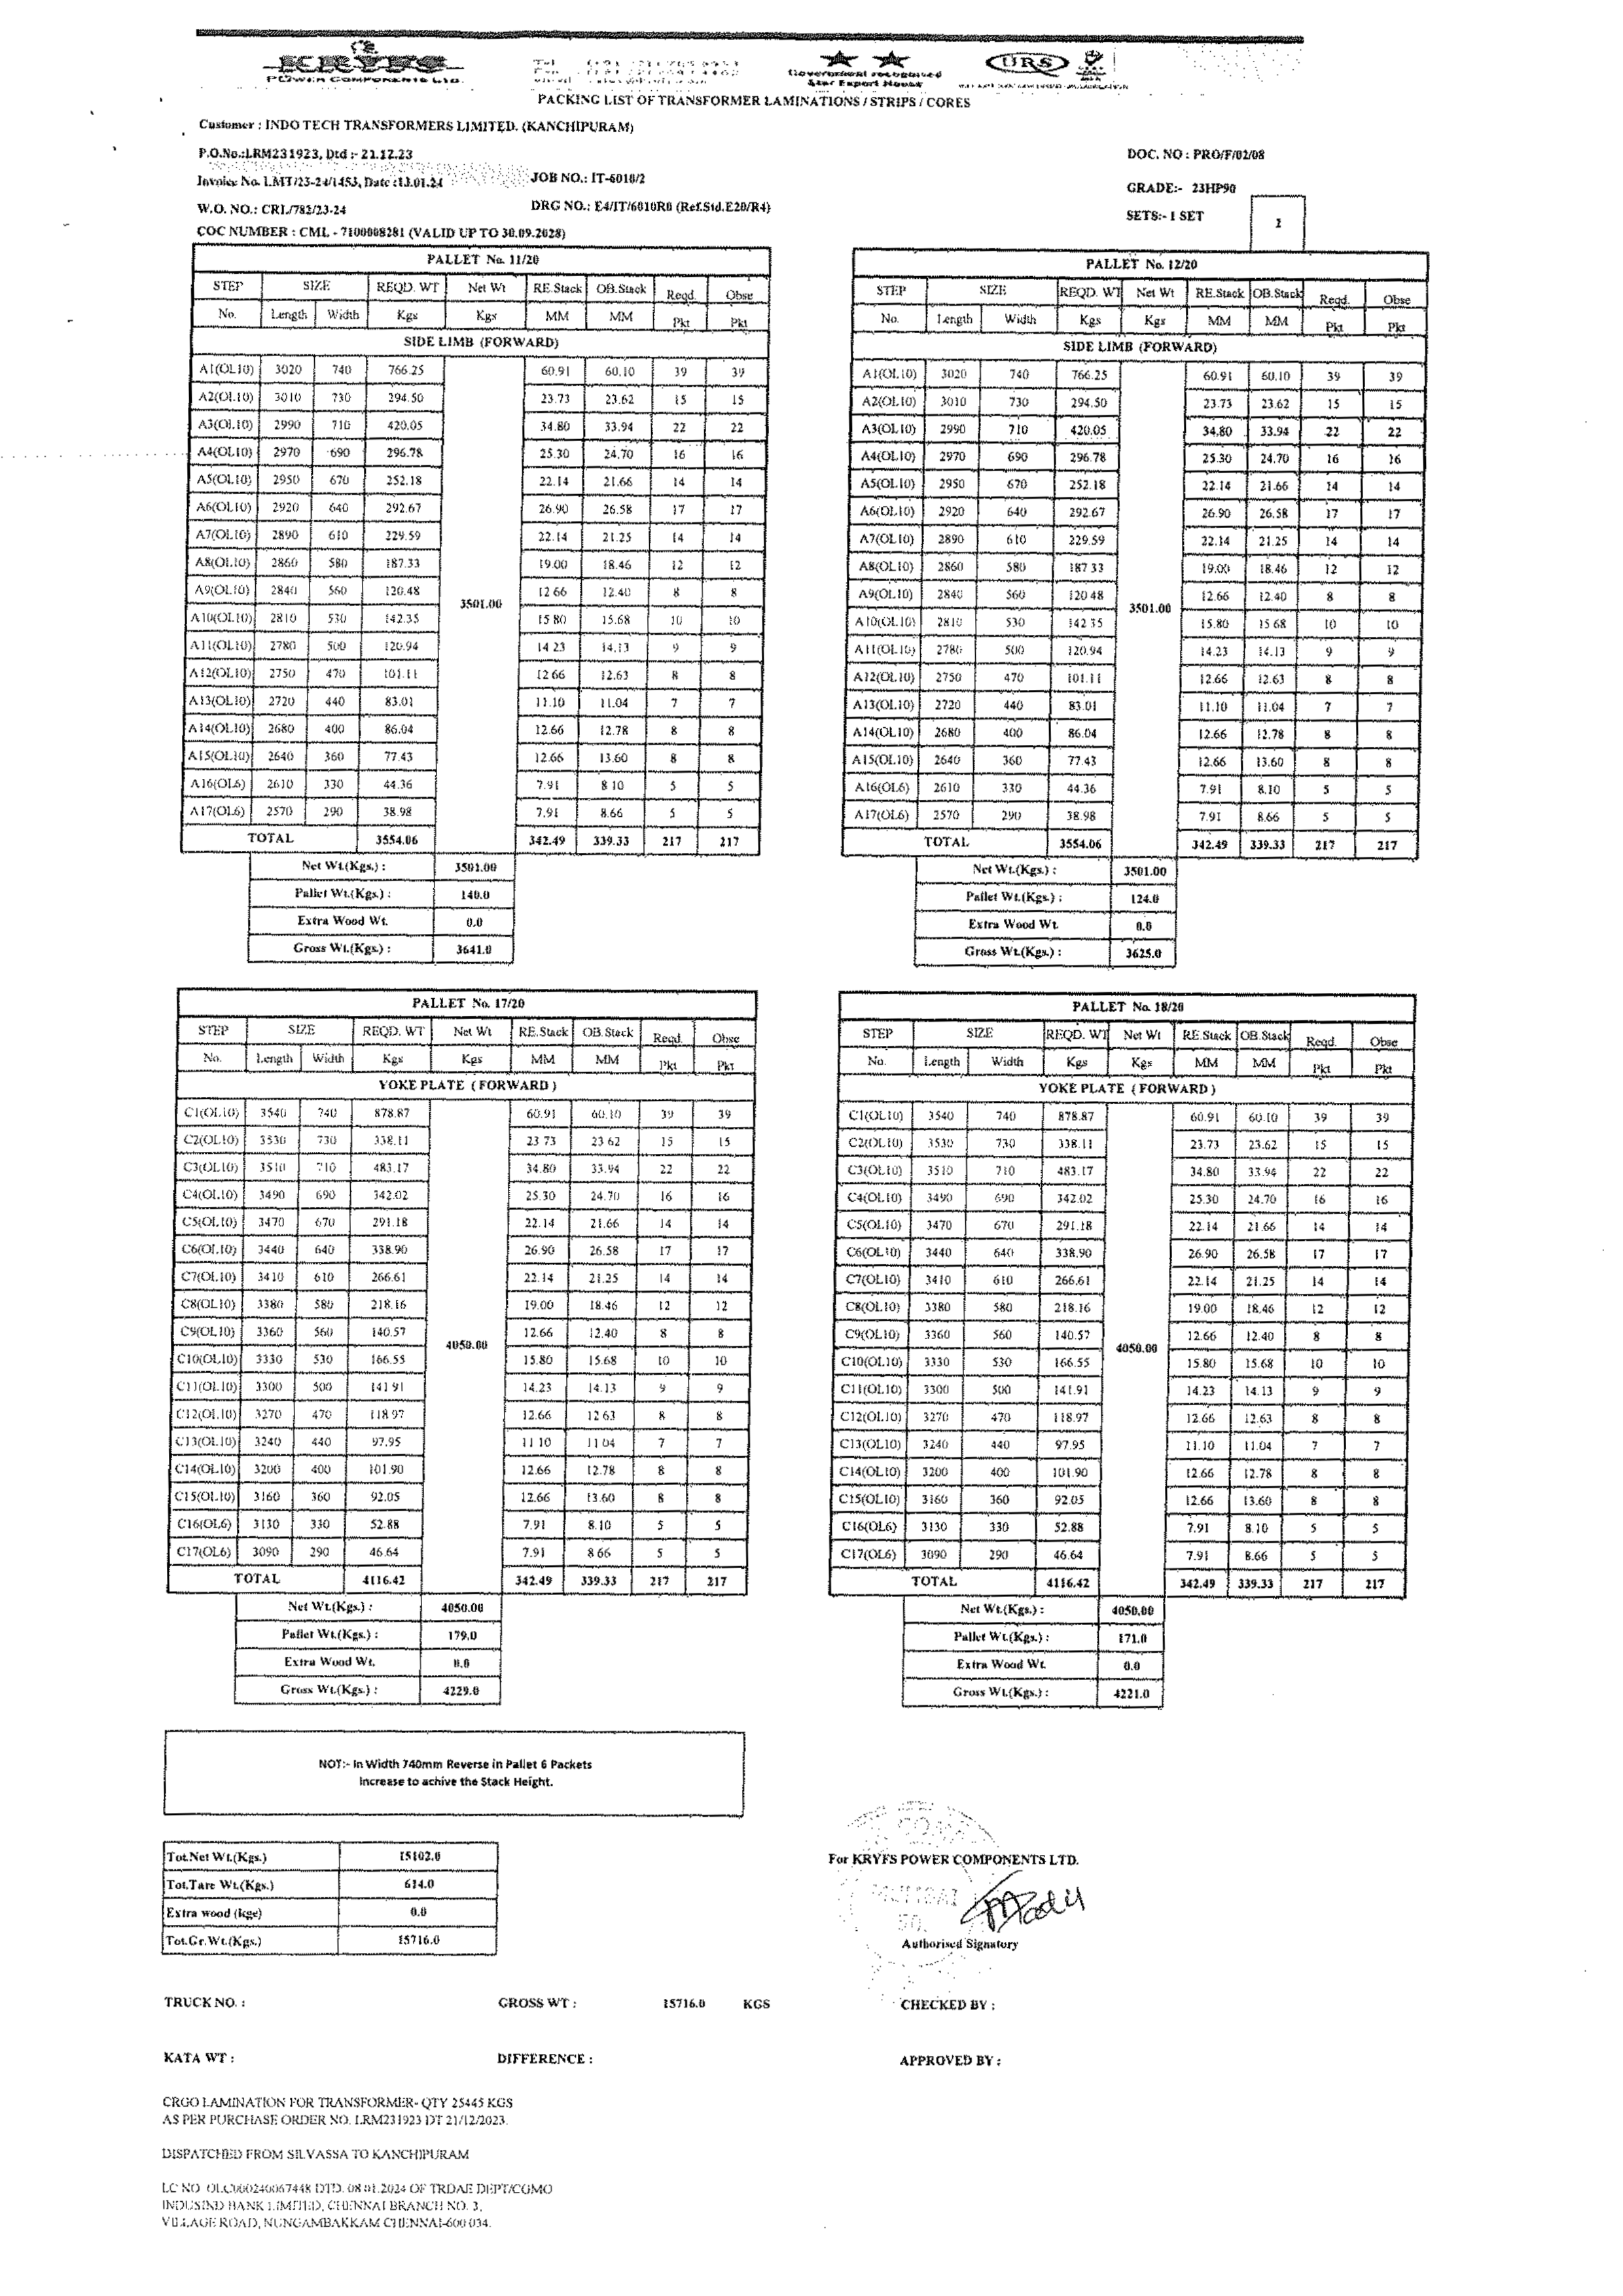 KRYFS
POWER COMPONENTS LTD.
Government recognised
Star Export House
URS
PACKING LIST OF TRANSFORMER LAMINATIONS / STRIPS / CORES
Customer : INDO TECH TRANSFORMERS LIMITED. (KANCHIPURAM)
P.O.No.:LRM231923, Dtd :- 21.12.23 DOC. NO : PRO/F/02/08
Invoice No. LMT/23-24/1453, Date :13.01.24 JOB NO.: IT-6010/2 GRADE:- 23HP90
W.O. NO.: CRL/782/23-24 DRG NO.: E4/IT/6010R0 (Ref.Std.E20/R4) SETS:- 1 SET 1
COC NUMBER : CML - 7100008281 (VALID UP TO 30.09.2028)
PALLET No. 11/20
STEP SIZE REQD. WT Net Wt RE.Stack OB.Stack Reqd. Obse
No. Length Width Kgs Kgs MM MM Pkt Pkt
SIDE LIMB (FORWARD)
A1(OL10) 3020 740 766.25 60.91 60.10 39 39
A2(OL10) 3010 730 294.50 23.73 23.62 15 15
A3(OL10) 2990 710 420.05 34.80 33.94 22 22
A4(OL10) 2970 690 296.78 25.30 24.70 16 16
A5(OL10) 2950 670 252.18 22.14 21.66 14 14
A6(OL10) 2920 640 292.67 26.90 26.58 17 17
A7(OL10) 2890 610 229.59 22.14 21.25 14 14
A8(OL10) 2860 580 187.33 19.00 18.46 12 12
A9(OL10) 2840 560 120.48 12.66 12.40 8 8
3501.00
A10(OL10) 2810 530 142.35 15.80 15.68 10 10
A11(OL10) 2780 500 120.94 14.23 14.13 9 9
A12(OL10) 2750 470 101.11 12.66 12.63 8 8
A13(OL10) 2720 440 83.01 11.10 11.04 7 7
A14(OL10) 2680 400 86.04 12.66 12.78 8 8
A15(OL10) 2640 360 77.43 12.66 13.60 8 8
A16(OL6) 2610 330 44.36 7.91 8.10 5 5
A17(OL6) 2570 290 38.98 7.91 8.66 5 5
TOTAL 3554.06 342.49 339.33 217 217
Net Wt.(Kgs.) : 3501.00
Pallet Wt.(Kgs.) : 140.0
Extra Wood Wt. 0.0
Gross Wt.(Kgs.) : 3641.0
PALLET No. 12/20
STEP SIZE REQD. WT Net Wt RE.Stack OB.Stack Reqd. Obse
No. Length Width Kgs Kgs MM MM Pkt Pkt
SIDE LIMB (FORWARD)
A1(OL10) 3020 740 766.25 60.91 60.10 39 39
A2(OL10) 3010 730 294.50 23.73 23.62 15 15
A3(OL10) 2990 710 420.05 34.80 33.94 22 22
A4(OL10) 2970 690 296.78 25.30 24.70 16 16
A5(OL10) 2950 670 252.18 22.14 21.66 14 14
A6(OL10) 2920 640 292.67 26.90 26.58 17 17
A7(OL10) 2890 610 229.59 22.14 21.25 14 14
A8(OL10) 2860 580 187.33 19.00 18.46 12 12
A9(OL10) 2840 560 120.48 12.66 12.40 8 8
3501.00
A10(OL10) 2810 530 142.35 15.80 15.68 10 10
A11(OL10) 2780 500 120.94 14.23 14.13 9 9
A12(OL10) 2750 470 101.11 12.66 12.63 8 8
A13(OL10) 2720 440 83.01 11.10 11.04 7 7
A14(OL10) 2680 400 86.04 12.66 12.78 8 8
A15(OL10) 2640 360 77.43 12.66 13.60 8 8
A16(OL6) 2610 330 44.36 7.91 8.10 5 5
A17(OL6) 2570 290 38.98 7.91 8.66 5 5
TOTAL 3554.06 342.49 339.33 217 217
Net Wt.(Kgs.) : 3501.00
Pallet Wt.(Kgs.) : 124.0
Extra Wood Wt. 0.0
Gross Wt.(Kgs.) : 3625.0
PALLET No. 17/20
STEP SIZE REQD. WT Net Wt RE.Stack OB.Stack Reqd. Obse
No. Length Width Kgs Kgs MM MM Pkt Pkt
YOKE PLATE ( FORWARD )
C1(OL10) 3540 740 878.87 60.91 60.10 39 39
C2(OL10) 3530 730 338.11 23.73 23.62 15 15
C3(OL10) 3510 710 483.17 34.80 33.94 22 22
C4(OL10) 3490 690 342.02 25.30 24.70 16 16
C5(OL10) 3470 670 291.18 22.14 21.66 14 14
C6(OL10) 3440 640 338.90 26.90 26.58 17 17
C7(OL10) 3410 610 266.61 22.14 21.25 14 14
C8(OL10) 3380 580 218.16 19.00 18.46 12 12
C9(OL10) 3360 560 140.57 12.66 12.40 8 8
4050.00
C10(OL10) 3330 530 166.55 15.80 15.68 10 10
C11(OL10) 3300 500 141.91 14.23 14.13 9 9
C12(OL10) 3270 470 118.97 12.66 12.63 8 8
C13(OL10) 3240 440 97.95 11.10 11.04 7 7
C14(OL10) 3200 400 101.90 12.66 12.78 8 8
C15(OL10) 3160 360 92.05 12.66 13.60 8 8
C16(OL6) 3130 330 52.88 7.91 8.10 5 5
C17(OL6) 3090 290 46.64 7.91 8.66 5 5
TOTAL 4116.42 342.49 339.33 217 217
Net Wt.(Kgs.) : 4050.00
Pallet Wt.(Kgs.) : 179.0
Extra Wood Wt. 0.0
Gross Wt.(Kgs.) : 4229.0
PALLET No. 18/20
STEP SIZE REQD. WT Net Wt RE.Stack OB.Stack Reqd. Obse
No. Length Width Kgs Kgs MM MM Pkt Pkt
YOKE PLATE ( FORWARD )
C1(OL10) 3540 740 878.87 60.91 60.10 39 39
C2(OL10) 3530 730 338.11 23.73 23.62 15 15
C3(OL10) 3510 710 483.17 34.80 33.94 22 22
C4(OL10) 3490 690 342.02 25.30 24.70 16 16
C5(OL10) 3470 670 291.18 22.14 21.66 14 14
C6(OL10) 3440 640 338.90 26.90 26.58 17 17
C7(OL10) 3410 610 266.61 22.14 21.25 14 14
C8(OL10) 3380 580 218.16 19.00 18.46 12 12
C9(OL10) 3360 560 140.57 12.66 12.40 8 8
4050.00
C10(OL10) 3330 530 166.55 15.80 15.68 10 10
C11(OL10) 3300 500 141.91 14.23 14.13 9 9
C12(OL10) 3270 470 118.97 12.66 12.63 8 8
C13(OL10) 3240 440 97.95 11.10 11.04 7 7
C14(OL10) 3200 400 101.90 12.66 12.78 8 8
C15(OL10) 3160 360 92.05 12.66 13.60 8 8
C16(OL6) 3130 330 52.88 7.91 8.10 5 5
C17(OL6) 3090 290 46.64 7.91 8.66 5 5
TOTAL 4116.42 342.49 339.33 217 217
Net Wt.(Kgs.) : 4050.00
Pallet Wt.(Kgs.) : 171.0
Extra Wood Wt. 0.0
Gross Wt.(Kgs.) : 4221.0
NOT:- In Width 740mm Reverse in Pallet 6 Packets
Increase to achive the Stack Height.
Tot.Net Wt.(Kgs.) 15102.0
Tot.Tare Wt.(Kgs.) 614.0
Extra wood (kge) 0.0
Tot.Gr.Wt.(Kgs.) 15716.0
For KRYFS POWER COMPONENTS LTD.
MUMBAI
Authorised Signatory
TRUCK NO. : GROSS WT : 15716.0 KGS CHECKED BY :
KATA WT : DIFFERENCE : APPROVED BY :
CRGO LAMINATION FOR TRANSFORMER- QTY 25445 KGS
AS PER PURCHASE ORDER NO. LRM231923 DT 21/12/2023.
DISPATCHED FROM SILVASSA TO KANCHIPURAM
LC NO OLC000240067448 DTD. 08.01.2024 OF TRDAE DEPT/CGMO
INDUSIND BANK LIMITED, CHENNAI BRANCH NO. 3,
VILLAGE ROAD, NUNGAMBAKKAM CHENNAI-600 034.